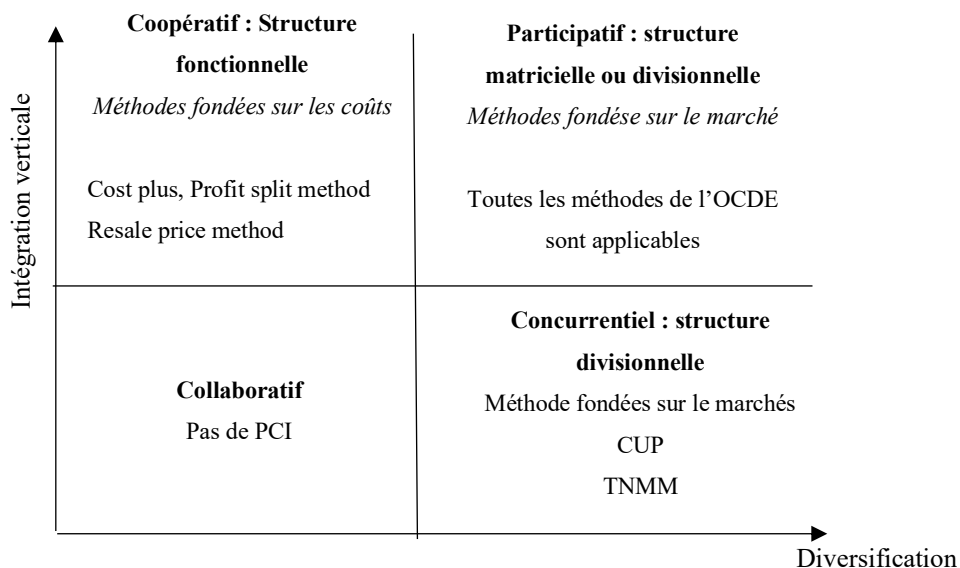 Coopératif : Structure
fonctionnelle
Méthodes fondées sur les coûts
Cost plus, Profit split method
Resale price method
Participatif : structure
matricielle ou divisionnelle
Méthodes fondése sur le marché
Toutes les méthodes de l’OCDE
sont applicables
Intégration verticale
Collaboratif
Pas de PCI
Concurrentiel : structure
divisionnelle
Méthode fondées sur le marchés
CUP
TNMM
Diversification